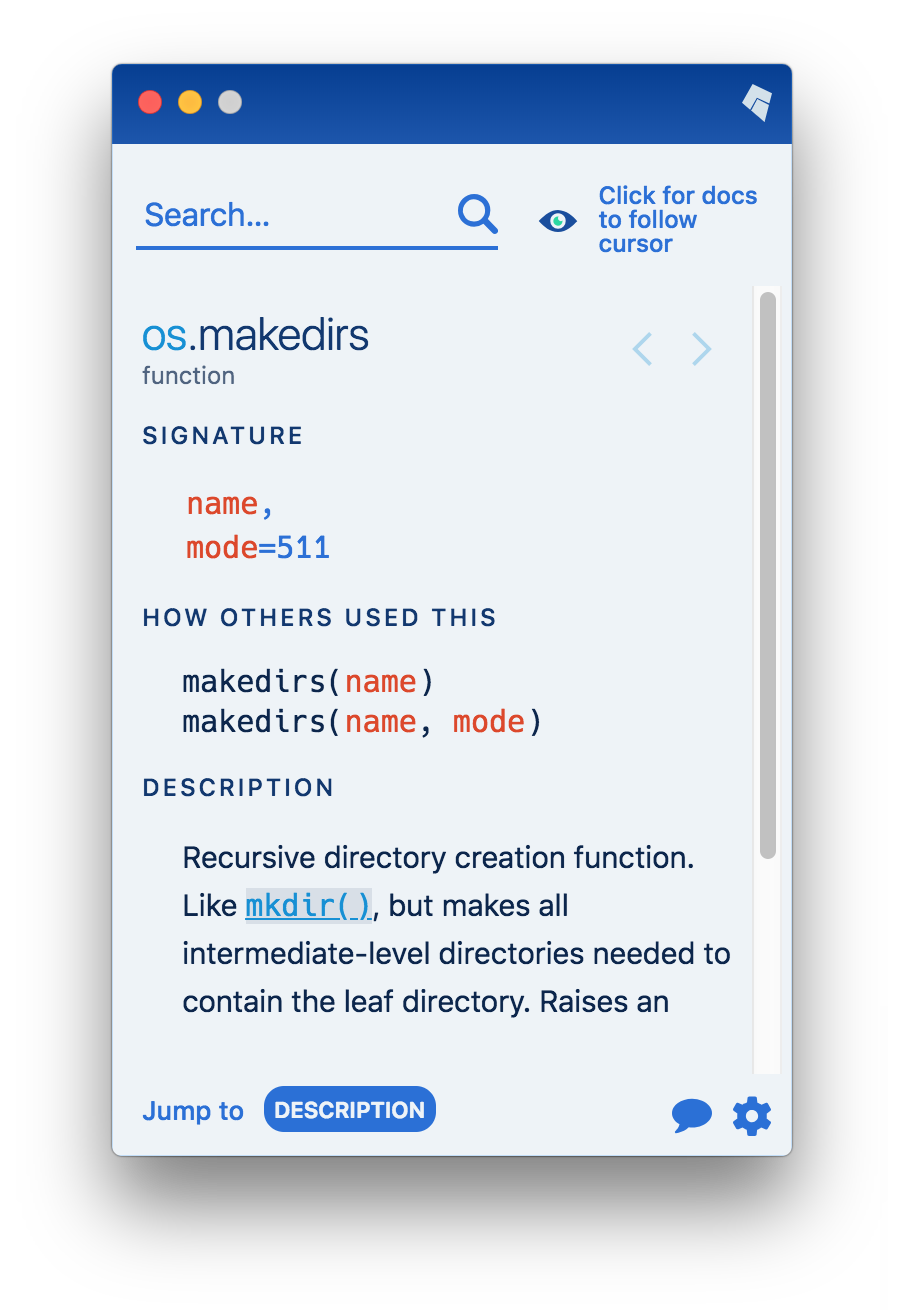 Search...
Click for docs
to follow
cursor
os.makedirs
function
SIGNATURE
name,
mode=511
HOW OTHERS USED THIS
makedirs(name)
makedirs(name, mode)
DESCRIPTION
Recursive directory creation function.
Like mkdir(), but makes all
intermediate-level directories needed to
contain the leaf directory. Raises an
Jump to DESCRIPTION